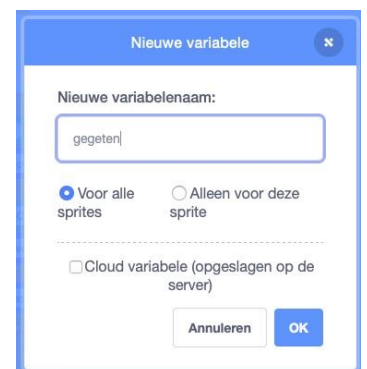 Nieuwe variabele
Nieuwe variabelenaam:
gegeten
Voor alle sprites
Alleen voor deze sprite
Cloud variabele (opgeslagen op de
server)
Annuleren OK